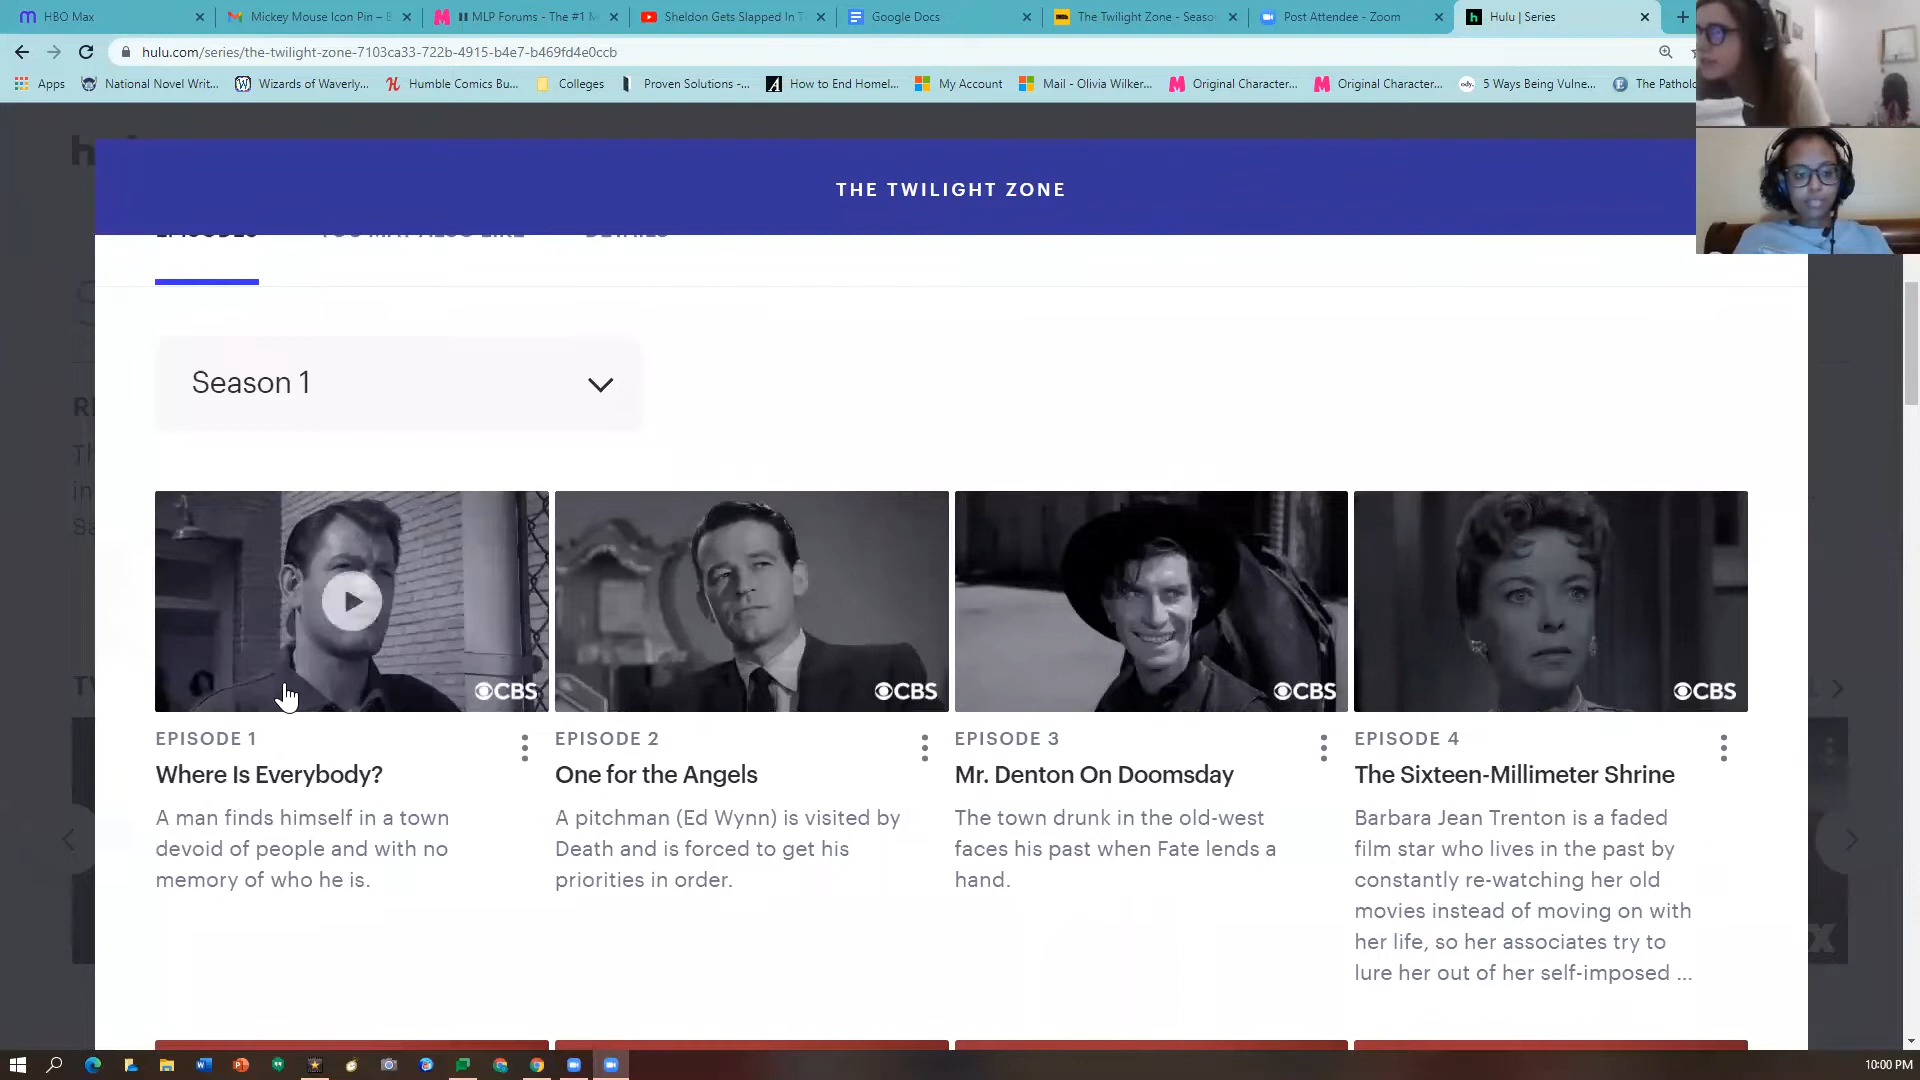 HBO Max
Mickey Mouse Icon Pin – E
MLP Forums - The #1 M
Sheldon Gets Slapped In T
Google Docs
The Twilight Zone - Seaso
Post Attendee - Zoom
Hulu | Series
hulu.com/series/the-twilight-zone-7103ca33-722b-4915-b4e7-b469fd4e0ccb
Apps
National Novel Writ...
Wizards of Waverly...
Humble Comics Bu...
Colleges
Proven Solutions -...
How to End Homel...
My Account
Mail - Olivia Wilker...
Original Character...
Original Character...
5 Ways Being Vulne...
The Patholo
THE TWILIGHT ZONE
EPISODES
YOU MAY ALSO LIKE
DETAILS
Season 1
CBS
CBS
CBS
CBS
EPISODE 1
Where Is Everybody?
A man finds himself in a town
devoid of people and with no
memory of who he is.
EPISODE 2
One for the Angels
A pitchman (Ed Wynn) is visited by
Death and is forced to get his
priorities in order.
EPISODE 3
Mr. Denton On Doomsday
The town drunk in the old-west
faces his past when Fate lends a
hand.
EPISODE 4
The Sixteen-Millimeter Shrine
Barbara Jean Trenton is a faded
film star who lives in the past by
constantly re-watching her old
movies instead of moving on with
her life, so her associates try to
lure her out of her self-imposed ...
10:00 PM